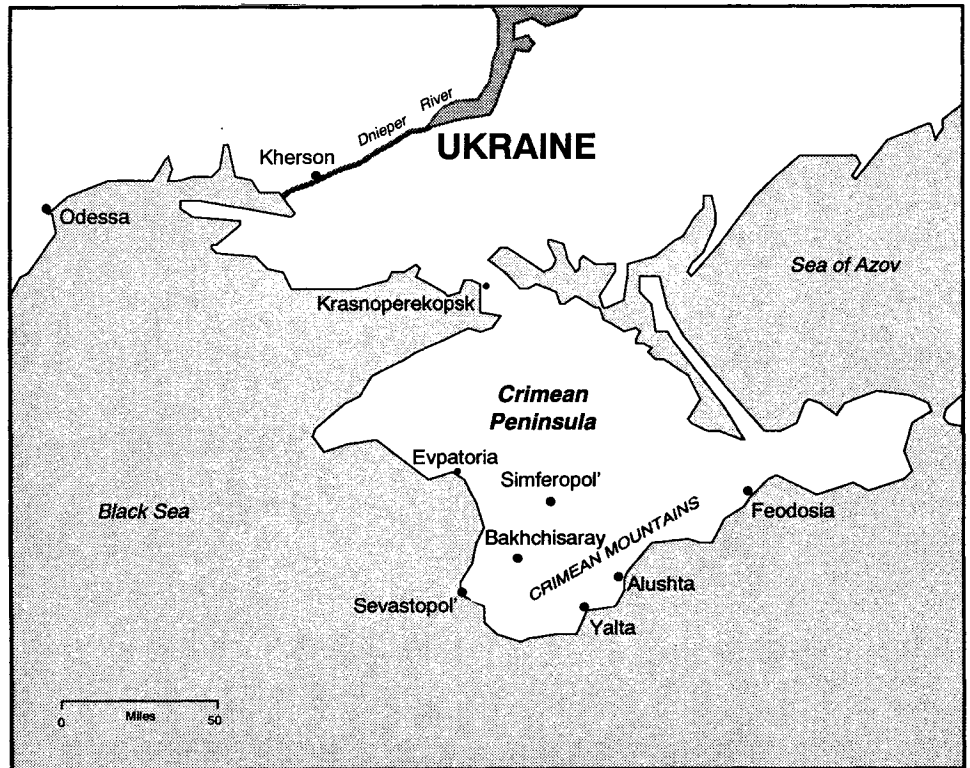 Dnieper River
UKRAINE
Kherson
Odessa
Sea of Azov
Krasnoperekopsk
Crimean
Peninsula
Evpatoria
Simferopol'
Black Sea
Feodosia
CRIMEAN MOUNTAINS
Bakhchisaray
Alushta
Sevastopol'
Yalta
0 Miles 50